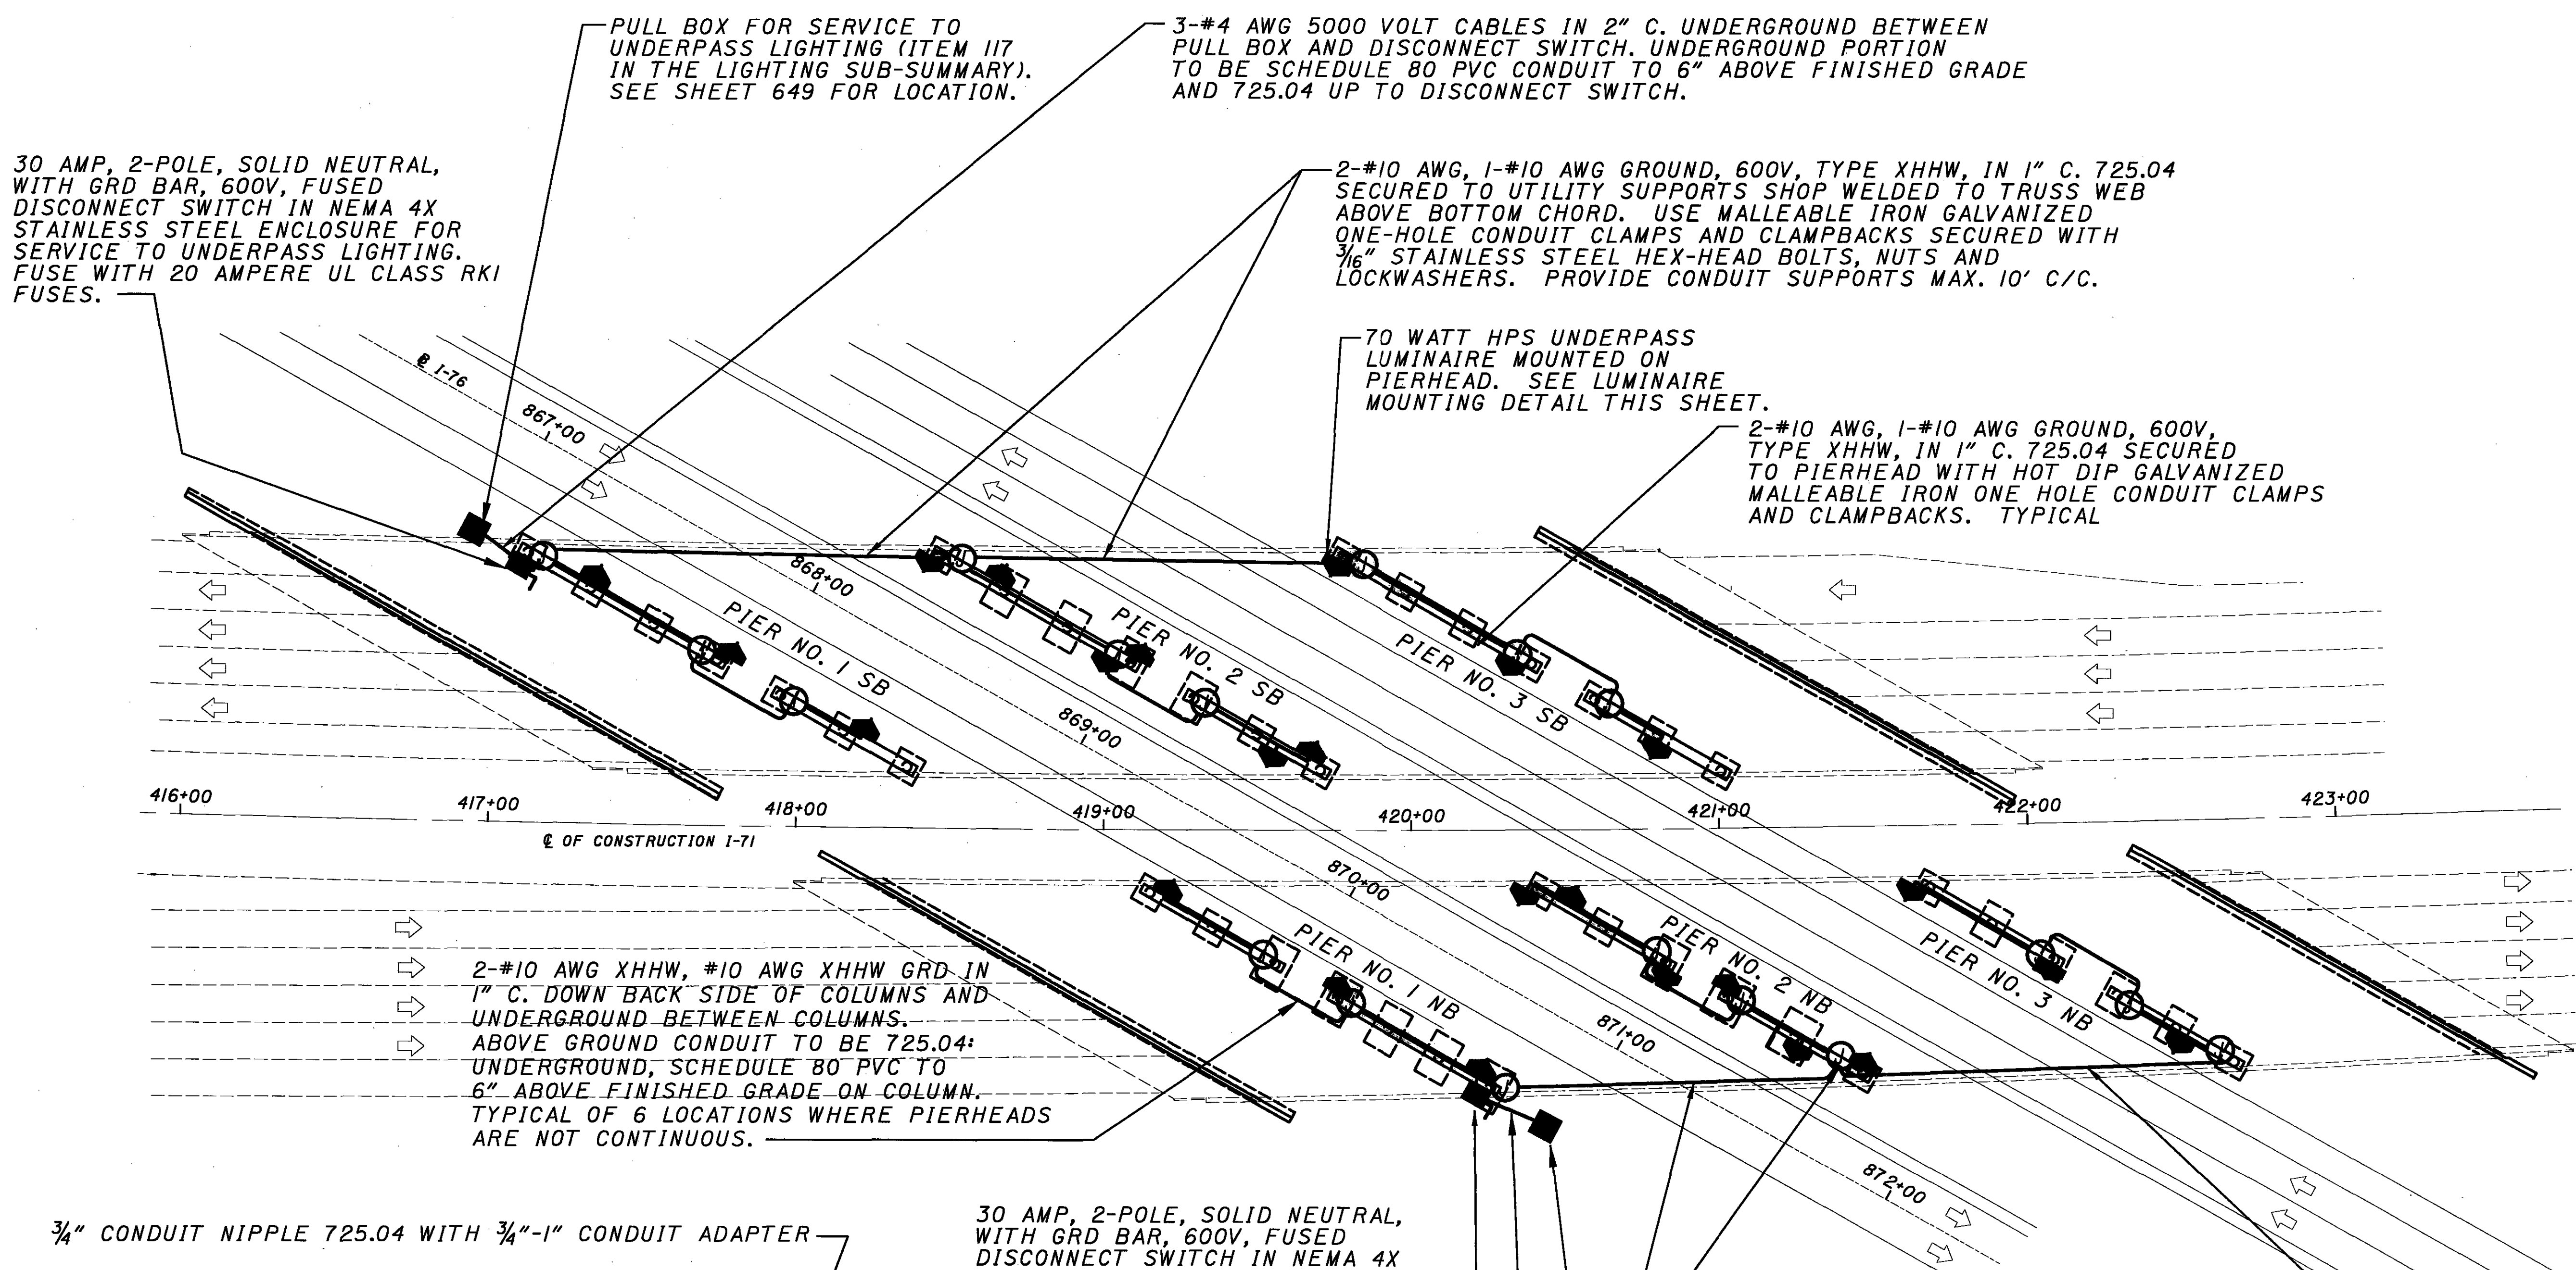 PULL BOX FOR SERVICE TO
UNDERPASS LIGHTING (ITEM 117
IN THE LIGHTING SUB-SUMMARY).
SEE SHEET 649 FOR LOCATION.
3-#4 AWG 5000 VOLT CABLES IN 2" C. UNDERGROUND BETWEEN
PULL BOX AND DISCONNECT SWITCH. UNDERGROUND PORTION
TO BE SCHEDULE 80 PVC CONDUIT TO 6" ABOVE FINISHED GRADE
AND 725.04 UP TO DISCONNECT SWITCH.
30 AMP, 2-POLE, SOLID NEUTRAL,
WITH GRD BAR, 600V, FUSED
DISCONNECT SWITCH IN NEMA 4X
STAINLESS STEEL ENCLOSURE FOR
SERVICE TO UNDERPASS LIGHTING.
FUSE WITH 20 AMPERE UL CLASS RK1
FUSES.
2-#10 AWG, 1-#10 AWG GROUND, 600V, TYPE XHHW, IN 1" C. 725.04
SECURED TO UTILITY SUPPORTS SHOP WELDED TO TRUSS WEB
ABOVE BOTTOM CHORD. USE MALLEABLE IRON GALVANIZED
ONE-HOLE CONDUIT CLAMPS AND CLAMPBACKS SECURED WITH
3/16" STAINLESS STEEL HEX-HEAD BOLTS, NUTS AND
LOCKWASHERS. PROVIDE CONDUIT SUPPORTS MAX. 10' C/C.
70 WATT HPS UNDERPASS
LUMINAIRE MOUNTED ON
PIERHEAD. SEE LUMINAIRE
MOUNTING DETAIL THIS SHEET.
2-#10 AWG, 1-#10 AWG GROUND, 600V,
TYPE XHHW, IN 1" C. 725.04 SECURED
TO PIERHEAD WITH HOT DIP GALVANIZED
MALLEABLE IRON ONE HOLE CONDUIT CLAMPS
AND CLAMPBACKS. TYPICAL
℄ I-76
867+00
868+00
869+00
870+00
871+00
872+00
PIER NO. 1 SB
PIER NO. 2 SB
PIER NO. 3 SB
416+00
417+00
418+00
419+00
420+00
421+00
422+00
423+00
℄ OF CONSTRUCTION I-71
PIER NO. 1 NB
PIER NO. 2 NB
PIER NO. 3 NB
2-#10 AWG XHHW, #10 AWG XHHW GRD IN
1" C. DOWN BACK SIDE OF COLUMNS AND
UNDERGROUND BETWEEN COLUMNS.
ABOVE GROUND CONDUIT TO BE 725.04:
UNDERGROUND, SCHEDULE 80 PVC TO
6" ABOVE FINISHED GRADE ON COLUMN.
TYPICAL OF 6 LOCATIONS WHERE PIERHEADS
ARE NOT CONTINUOUS.
3/4" CONDUIT NIPPLE 725.04 WITH 3/4"-1" CONDUIT ADAPTER
30 AMP, 2-POLE, SOLID NEUTRAL,
WITH GRD BAR, 600V, FUSED
DISCONNECT SWITCH IN NEMA 4X